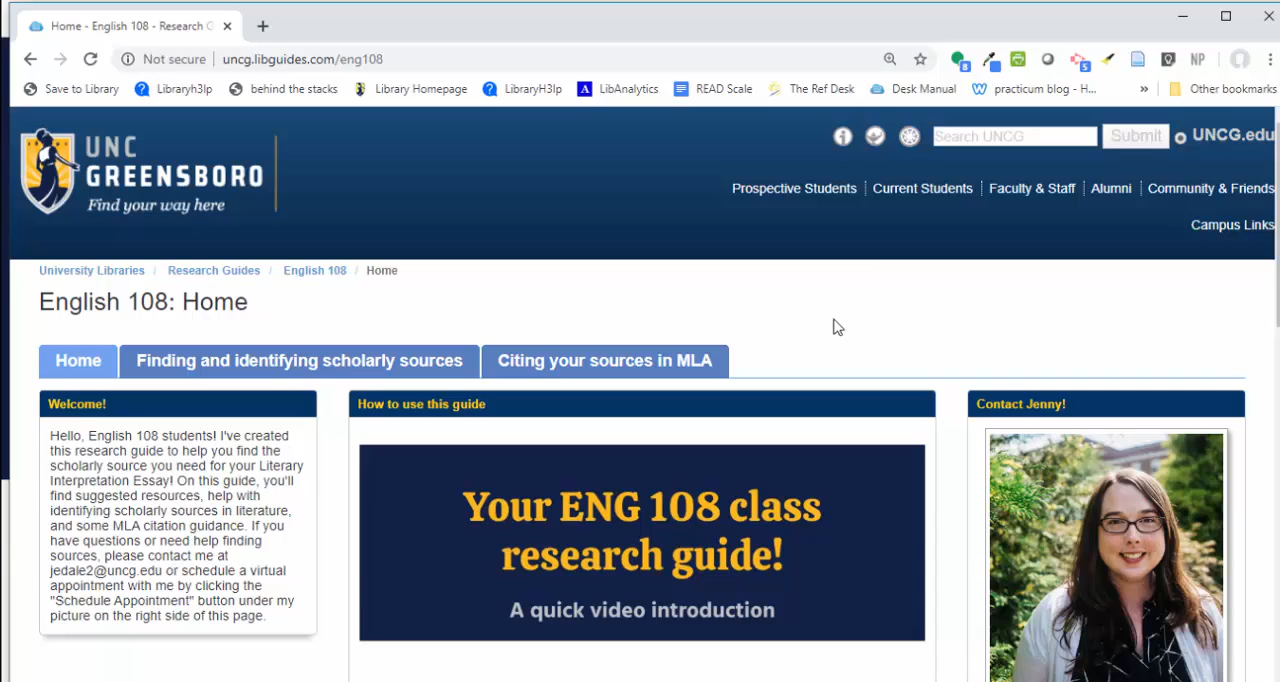 Home - English 108 - Research G
Not secure
uncg.libguides.com/eng108
8
5
NP
Save to Library
Libraryh3lp
behind the stacks
Library Homepage
LibraryH3lp
A
LibAnalytics
READ Scale
The Ref Desk
Desk Manual
practicum blog - H...
»
Other bookmarks
UNC
GREENSBORO
Find your way here
Search UNCG
Submit
UNCG.edu
Prospective Students
Current Students
Faculty & Staff
Alumni
Community & Friends
Campus Links
University Libraries / Research Guides / English 108 / Home
English 108: Home
Home
Finding and identifying scholarly sources
Citing your sources in MLA
Welcome!
Hello, English 108 students! I've created
this research guide to help you find the
scholarly source you need for your Literary
Interpretation Essay! On this guide, you'll
find suggested resources, help with
identifying scholarly sources in literature,
and some MLA citation guidance. If you
have questions or need help finding
sources, please contact me at
jedale2@uncg.edu or schedule a virtual
appointment with me by clicking the
"Schedule Appointment" button under my
picture on the right side of this page.
How to use this guide
Your ENG 108 class
research guide!
A quick video introduction
Contact Jenny!